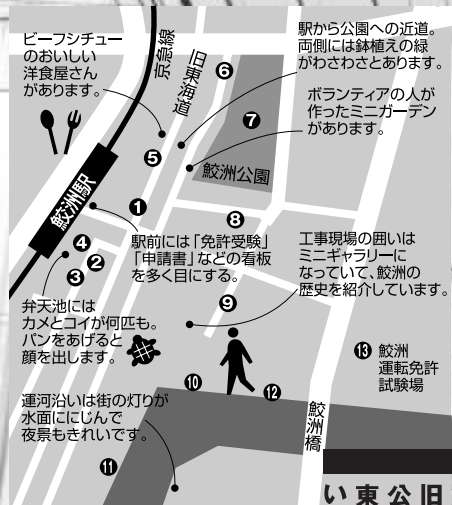 ビーフシチュー
のおいしい
洋食屋さん
があります。
京急線
旧東海道
駅から公園への近道。
両側には鉢植えの緑
がわさわさとあります。
ボランティアの人が
作ったミニガーデン
があります。
❻
❼
❺
鮫洲公園
鮫洲駅
❶
❽
❹
❷
❸
駅前には「免許受験」
「申請書」などの看板
を多く目にする。
工事現場の囲いは
ミニギャラリーに
なっていて、鮫洲の
歴史を紹介しています。
❾
弁天池には
カメとコイが何匹も。
パンをあげると
顔を出します。
⓭ 鮫洲
運転免許
試験場
❿
⓬
運河沿いは街の灯りが
水面ににじんで
夜景もきれいです。
鮫洲橋
⓫
い東公旧